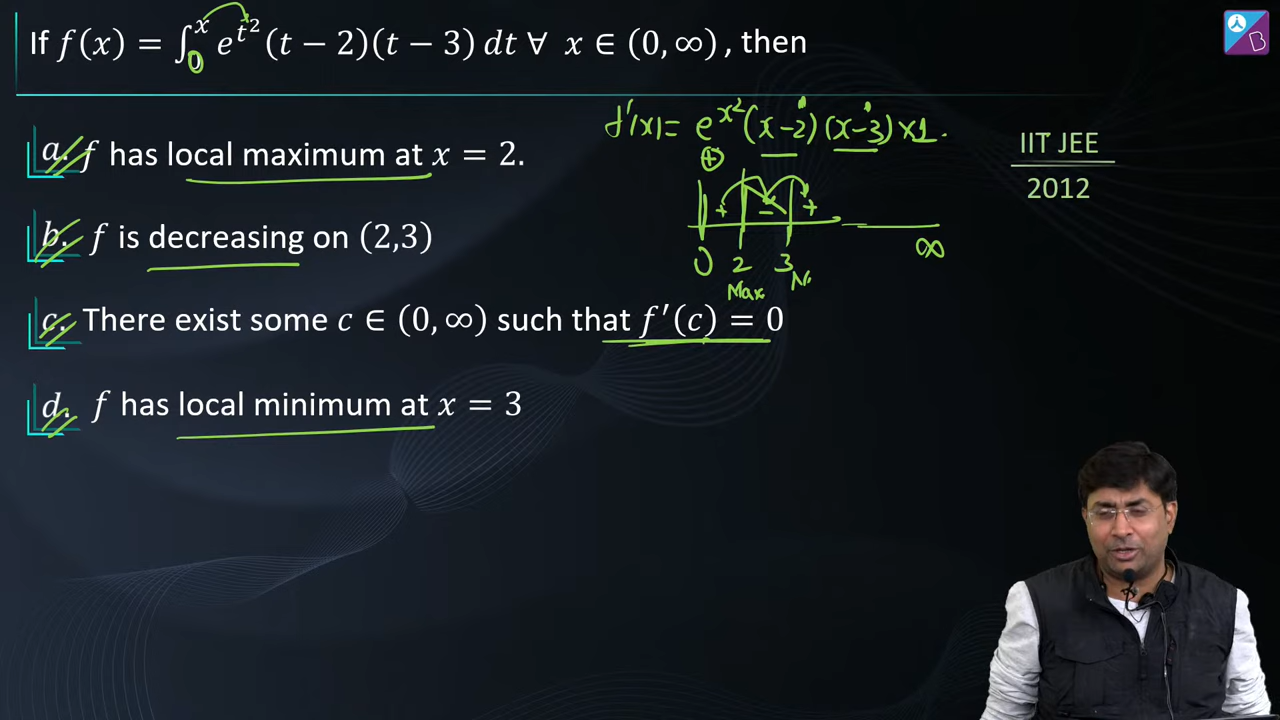 If f(x) = ∫₀ˣ e^{t²}(t − 2)(t − 3) dt ∀ x ∈ (0, ∞), then
f'(x) = e^{x²}(x−2)(x−3)×1.
IIT JEE
2012
a. f has local maximum at x = 2.
+
+ − +
0 2 3 ∞
Max
b. f is decreasing on (2,3)
c. There exist some c ∈ (0, ∞) such that f′(c) = 0
d. f has local minimum at x = 3
B